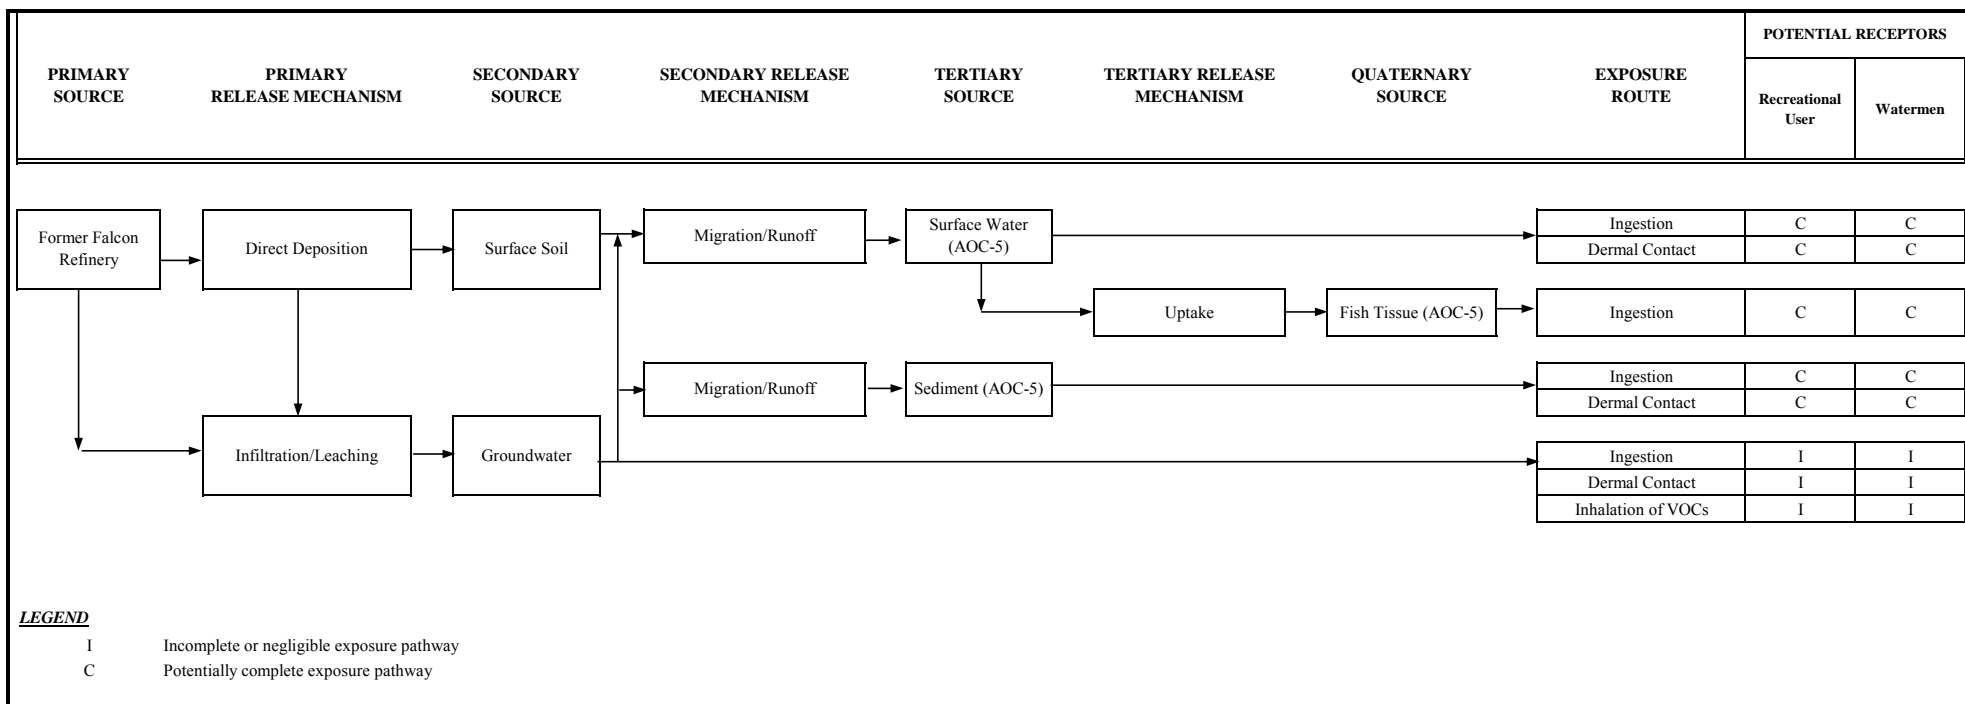 POTENTIAL RECEPTORS
PRIMARY
SOURCE
PRIMARY
RELEASE MECHANISM
SECONDARY
SOURCE
SECONDARY RELEASE
MECHANISM
TERTIARY
SOURCE
TERTIARY RELEASE
MECHANISM
QUATERNARY
SOURCE
EXPOSURE
ROUTE
Recreational
User
Watermen
Former Falcon
Refinery
Direct Deposition
Surface Soil
Migration/Runoff
Surface Water
(AOC-5)
Ingestion C C
Dermal Contact C C
Uptake
Fish Tissue (AOC-5)
Ingestion C C
Migration/Runoff
Sediment (AOC-5)
Ingestion C C
Dermal Contact C C
Infiltration/Leaching
Groundwater
Ingestion I I
Dermal Contact I I
Inhalation of VOCs I I
LEGEND
I Incomplete or negligible exposure pathway
C Potentially complete exposure pathway